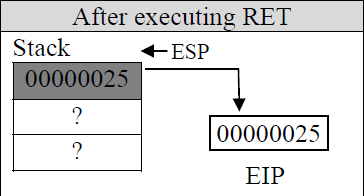 After executing RET
Stack
ESP
00000025
?
?
00000025
EIP